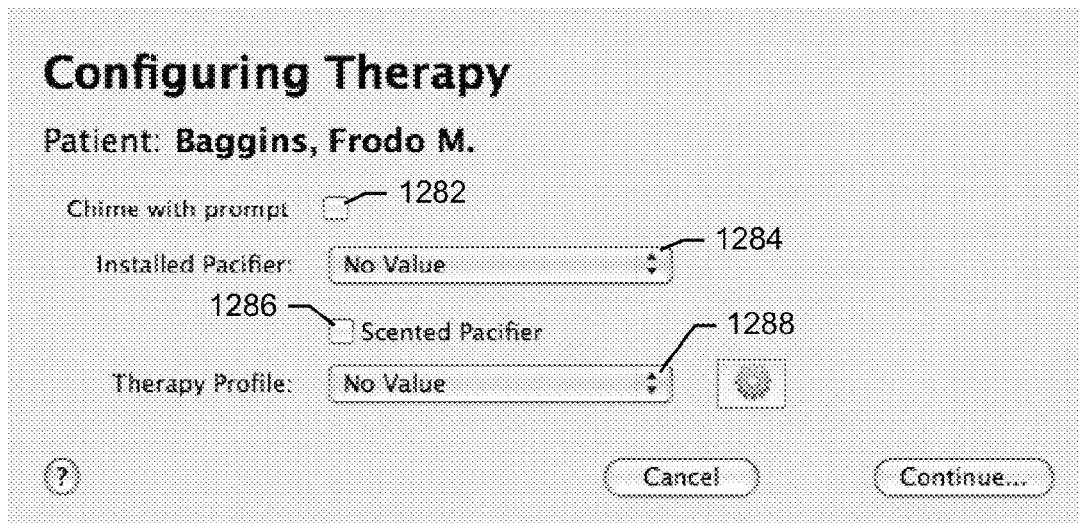 Configuring Therapy
Patient: Baggins, Frodo M.
Chime with prompt 1282
Installed Pacifier: No Value 1284
1286 Scented Pacifier
Therapy Profile: No Value 1288
? Cancel Continue...